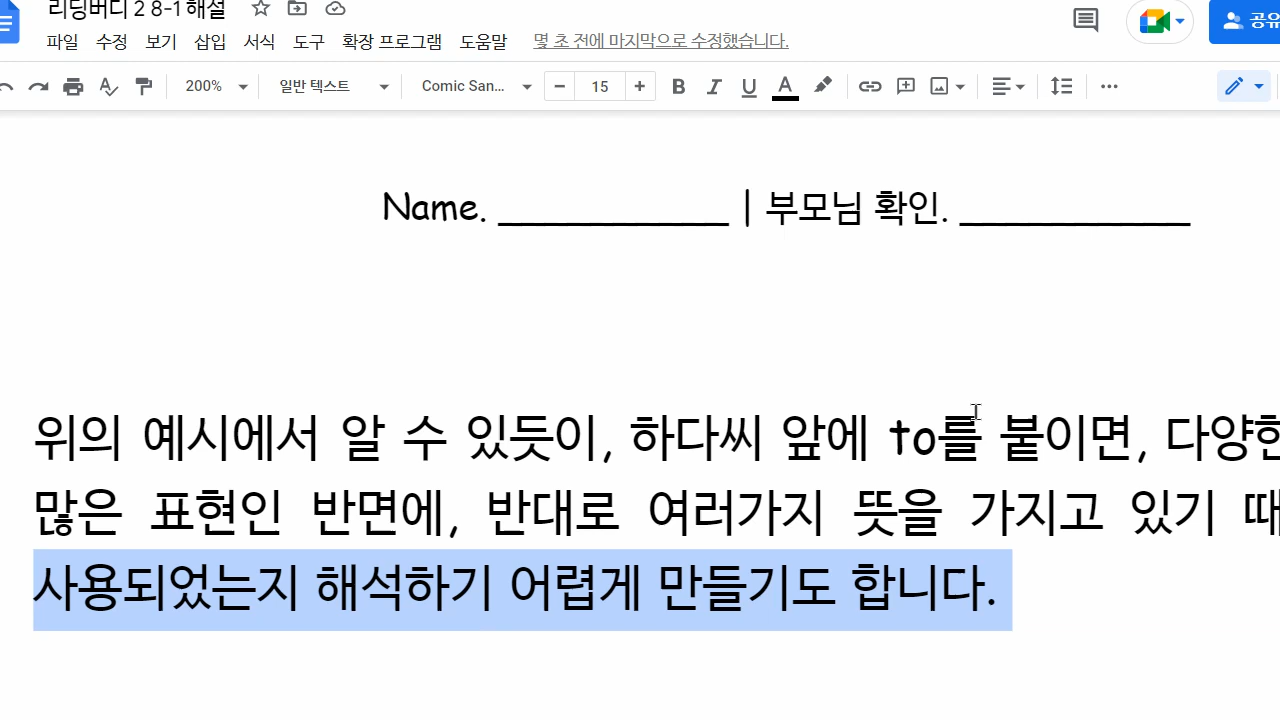 리딩버디 2 8-1 해설
파일 수정 보기 삽입 서식 도구 확장 프로그램 도움말 몇 초 전에 마지막으로 수정했습니다.
공유
200% 일반 텍스트 Comic San... 15 B I U A
Name. __________ | 부모님 확인. __________
위의 예시에서 알 수 있듯이, 하다씨 앞에 to를 붙이면, 다양한
많은 표현인 반면에, 반대로 여러가지 뜻을 가지고 있기 때
사용되었는지 해석하기 어렵게 만들기도 합니다.